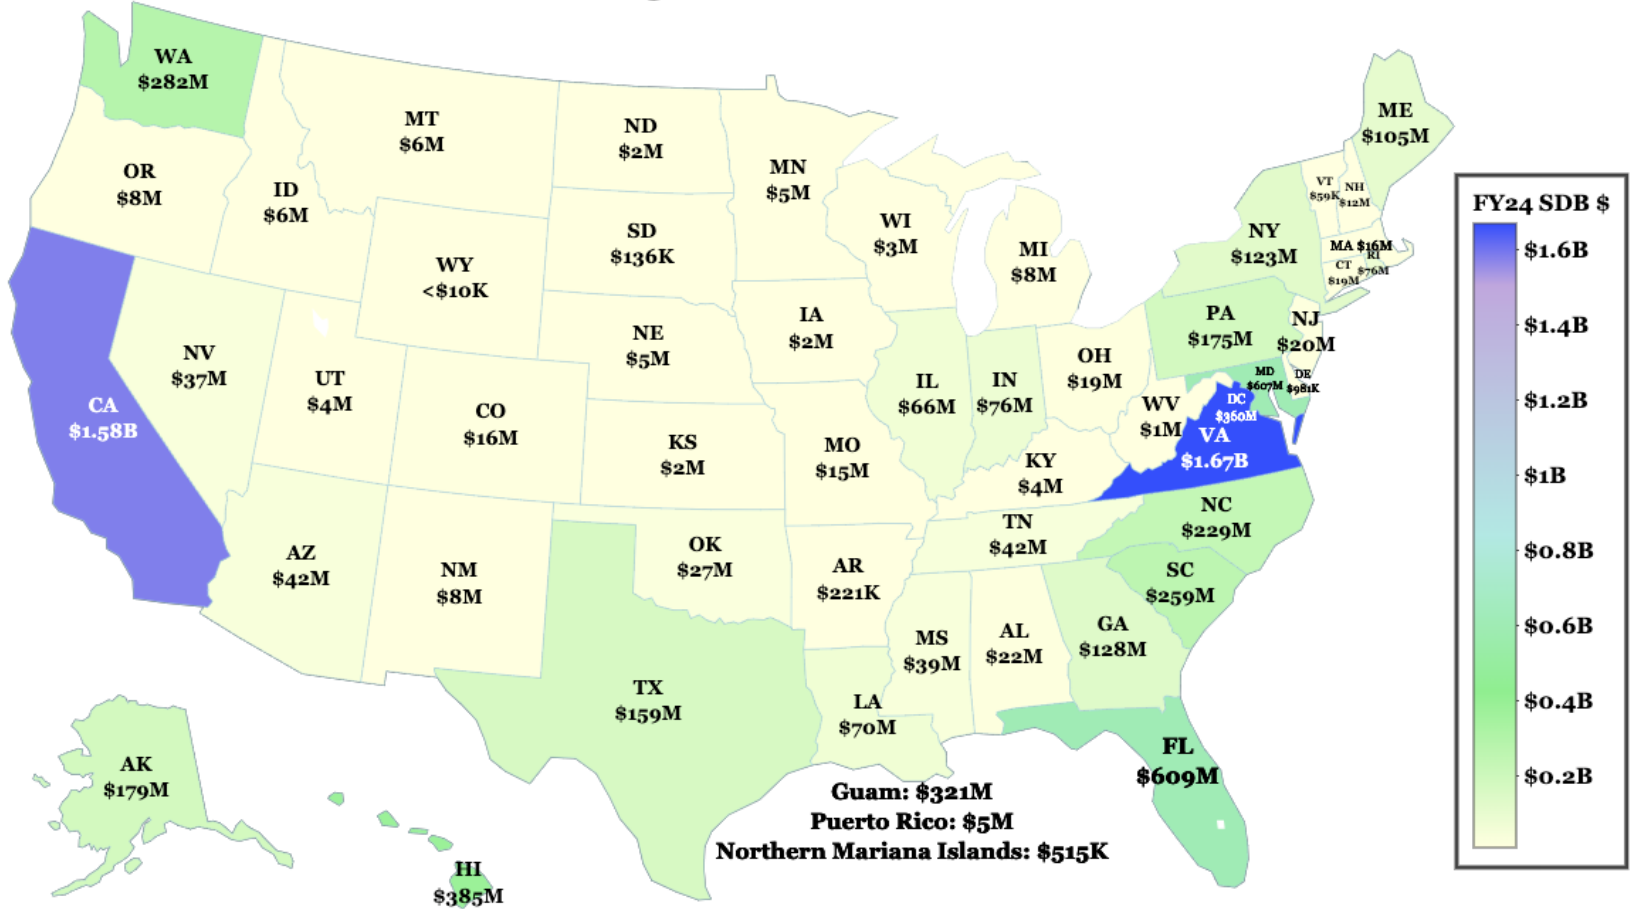 WA
$282M
OR
$8M
CA
$1.58B
NV
$37M
ID
$6M
MT
$6M
WY
<$10K
UT
$4M
CO
$16M
AZ
$42M
NM
$8M
ND
$2M
SD
$136K
NE
$5M
KS
$2M
OK
$27M
TX
$159M
MN
$5M
IA
$2M
MO
$15M
AR
$221K
LA
$70M
WI
$3M
IL
$66M
MI
$8M
IN
$76M
OH
$19M
KY
$4M
TN
$42M
MS
$39M
AL
$22M
GA
$128M
FL
$609M
SC
$259M
NC
$229M
VA
$1.67B
WV
$1M
DC
$360M
MD
$607M
DE
$981K
PA
$175M
NJ
$20M
NY
$123M
CT
$19M
RI
$76M
MA $16M
VT
$59K
NH
$12M
ME
$105M
AK
$179M
HI
$385M
Guam: $321M
Puerto Rico: $5M
Northern Mariana Islands: $515K
FY24 SDB $
$1.6B
$1.4B
$1.2B
$1B
$0.8B
$0.6B
$0.4B
$0.2B